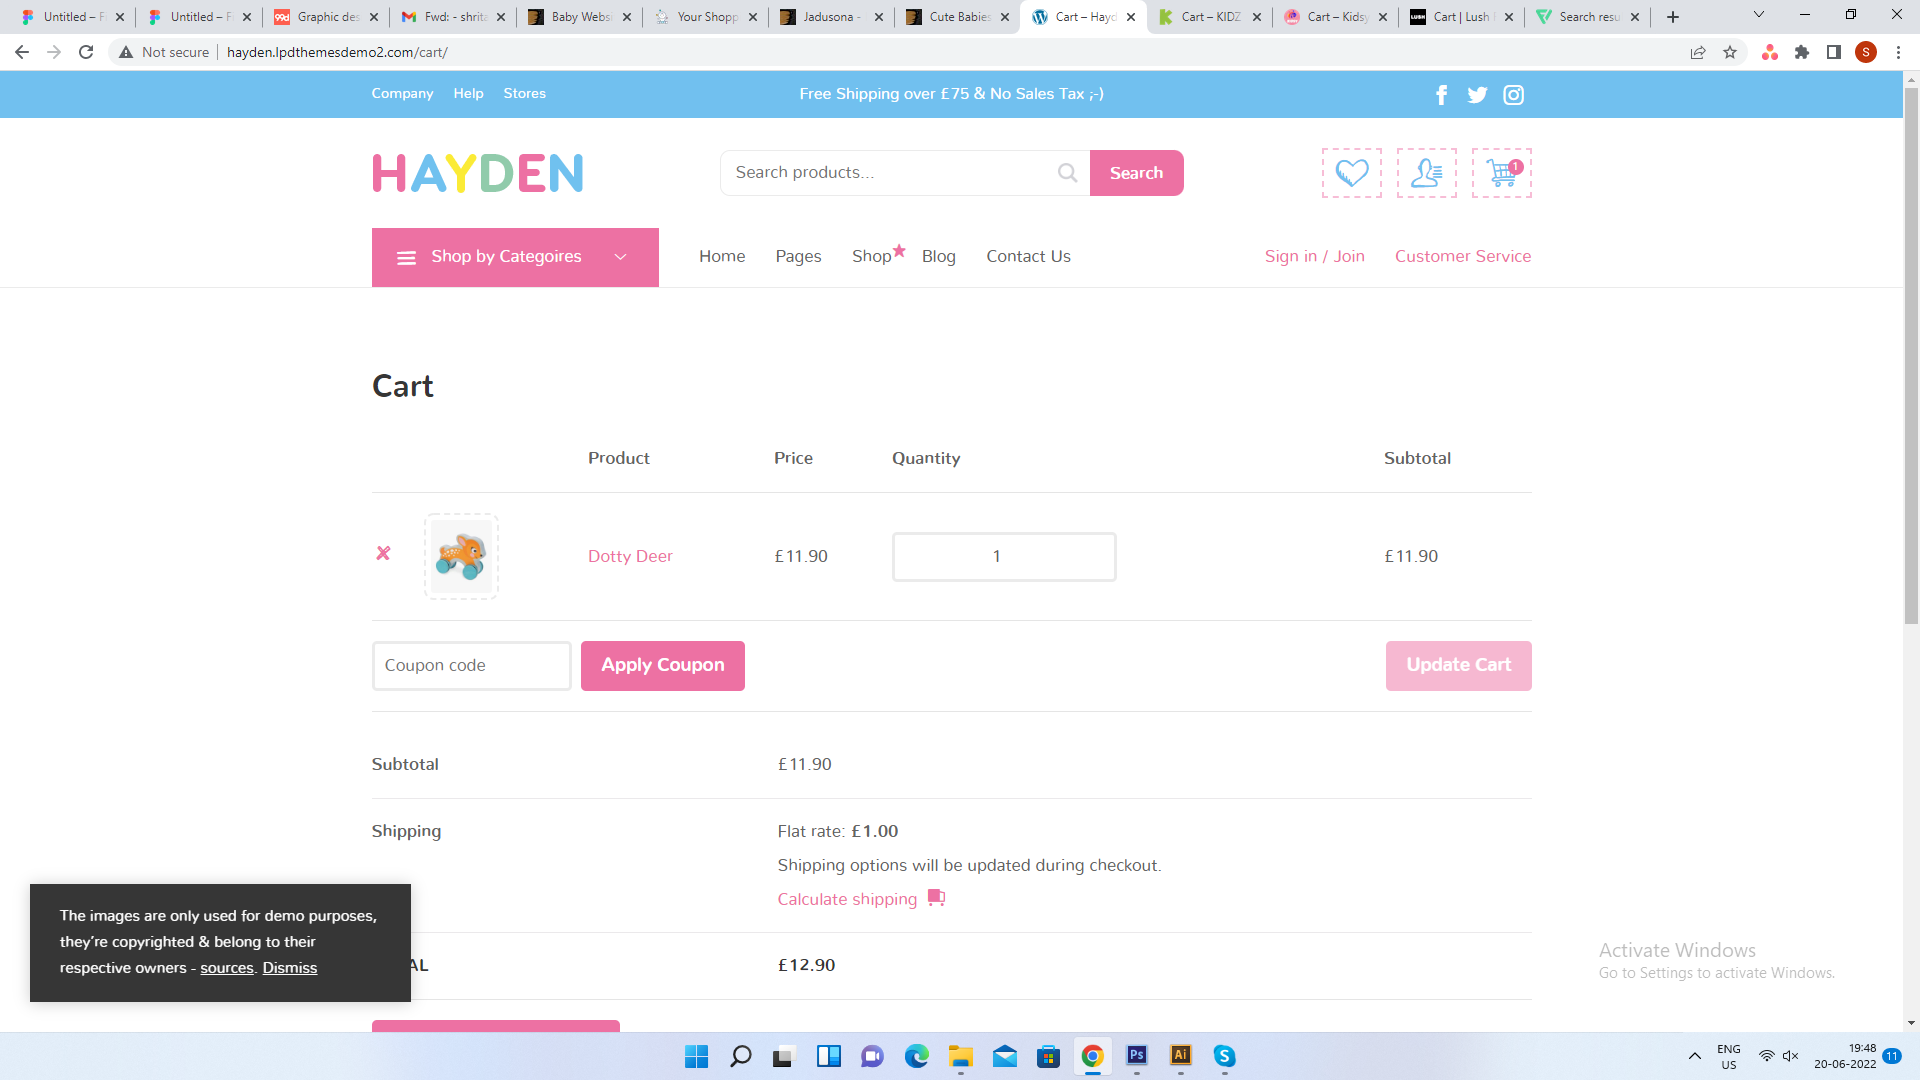 Untitled – F
Untitled – F
Graphic des
Fwd: - shrita
Baby Websi
Your Shopp
Jadusona -
Cute Babies
Cart – Hayd
Cart – KIDZ
Cart – Kidsy
Cart | Lush
Search resu
Not secure
hayden.lpdthemesdemo2.com/cart/
S
Company
Help
Stores
Free Shipping over £75 & No Sales Tax ;-)
HAYDEN
Search products...
Search
1
Shop by Categoires
Home
Pages
Shop
Blog
Contact Us
Sign in / Join
Customer Service
Cart
Product
Price
Quantity
Subtotal
Dotty Deer
£11.90
1
£11.90
Coupon code
Apply Coupon
Update Cart
Subtotal
£11.90
Shipping
Flat rate: £1.00
Shipping options will be updated during checkout.
Calculate shipping
The images are only used for demo purposes,
they're copyrighted & belong to their
respective owners - sources. Dismiss
AL
£12.90
Activate Windows
Go to Settings to activate Windows.
Ps
Ai
S
ENG
US
19:48
20-06-2022
11